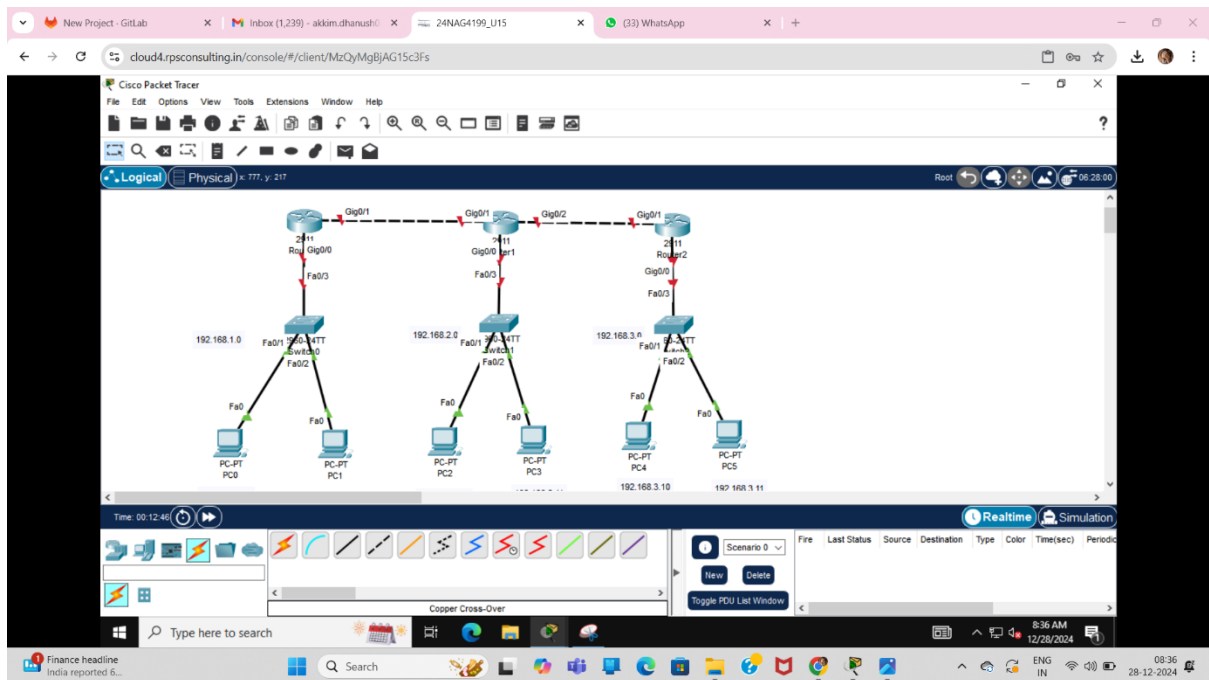 New Project - GitLab
Inbox (1,239) - akkim.dhanush
24NAG4199_U15
(33) WhatsApp
cloud4.rpsconsulting.in/console/#/client/MzQyMgBjAG15c3Fs
Cisco Packet Tracer
File Edit Options View Tools Extensions Window Help
Logical Physical x: 777, y: 217 Root 06:28:00
Gig0/1 Gig0/1 Gig0/2 Gig0/1
2911 2911 2911
Gig0/0 Gig0/0 Router2
Gig0/0
Fa0/3 Fa0/3
Fa0/3
192.168.1.0 192.168.2.0 192.168.3.0
Fa0/1 Fa0/1 Fa0/1
Fa0/2 Fa0/2 Fa0/2
Fa0 Fa0 Fa0
Fa0 Fa0 Fa0
PC-PT PC-PT PC-PT PC-PT PC-PT PC-PT
PC0 PC1 PC2 PC3 PC4 PC5
192.168.3.10 192.168.3.11
Time: 00:12:46 Realtime Simulation
Scenario 0
New Delete
Toggle PDU List Window
Fire Last Status Source Destination Type Color Time(sec) Periodic
Copper Cross-Over
Type here to search
8:36 AM
12/28/2024
Finance headline
India reported 6...
Search
ENG
IN
08:36
28-12-2024